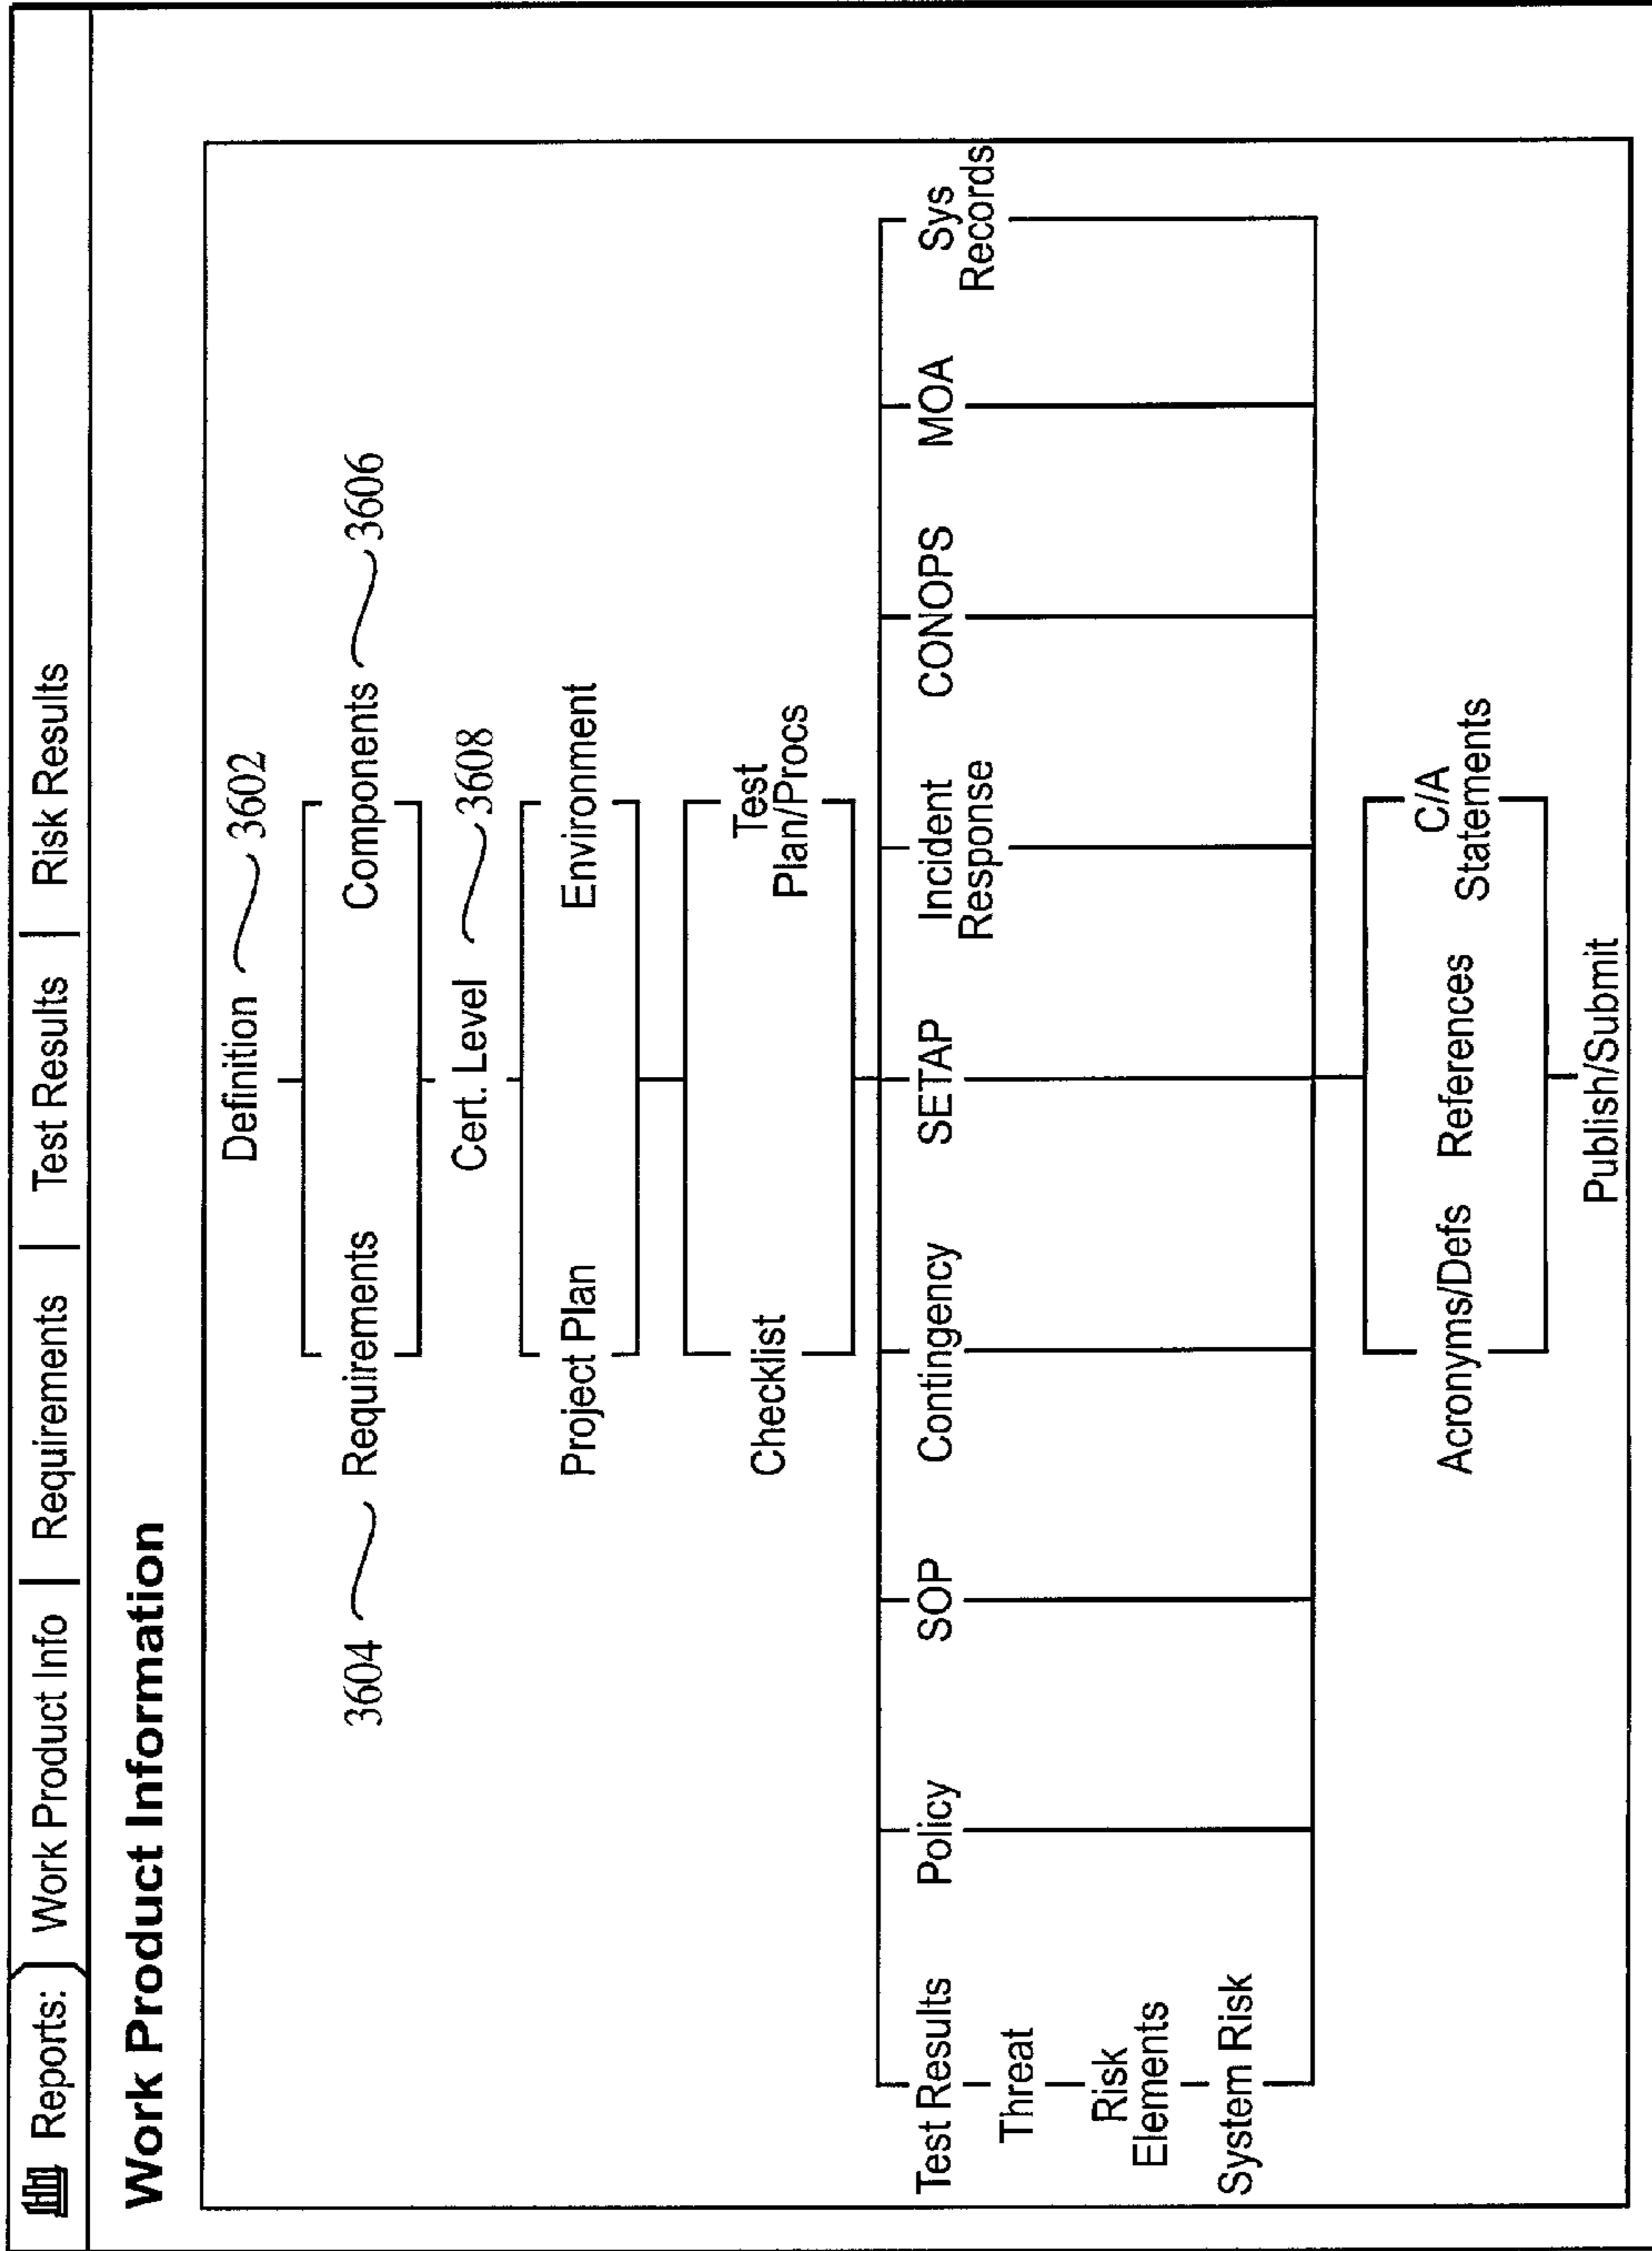 Reports: Work Product Info | Requirements | Test Results | Risk Results
Work Product Information
Definition 3602
3604 Requirements Components 3606
Cert. Level 3608
Project Plan Environment
Checklist Test
Plan/Procs
Test Results Policy SOP Contingency SETAP Incident
Response CONOPS MOA Sys
Records
Threat
Risk
Elements
System Risk
Acronyms/Defs References C/A
Statements
Publish/Submit